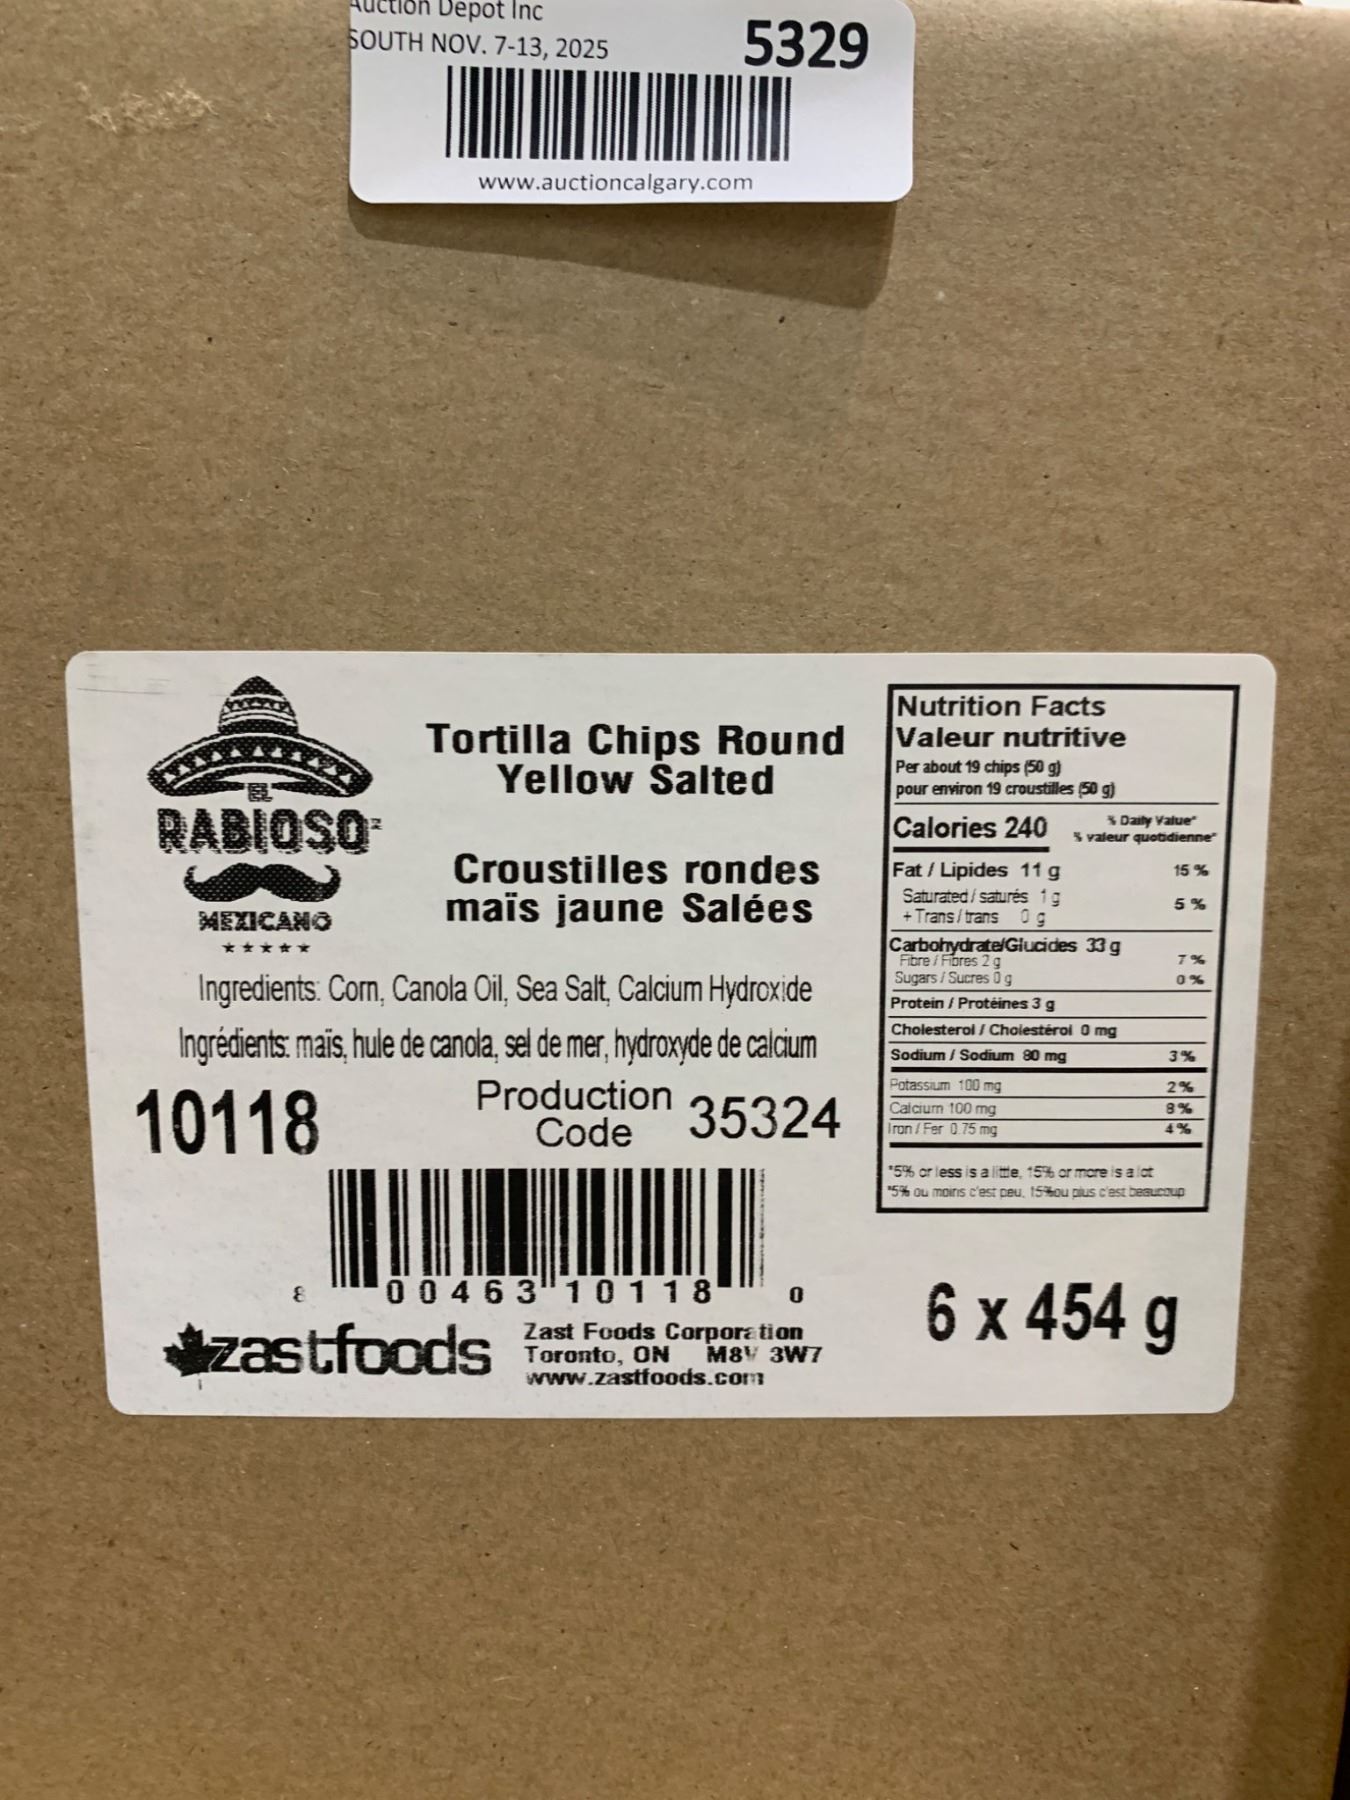 Auction Depot Inc
SOUTH NOV. 7-13, 2025
5329
www.auctioncalgary.com
EL
RABIOSO
MEXICANO
Tortilla Chips Round
Yellow Salted
Croustilles rondes
maïs jaune Salées
Ingredients: Corn, Canola Oil, Sea Salt, Calcium Hydroxide
Ingrédients: maïs, hule de canola, sel de mer, hydroxyde de calcium
10118
Production
Code
35324
8 00463 10118 0
zastfoods
Zast Foods Corporation
Toronto, ON M8V 3W7
www.zastfoods.com
Nutrition Facts
Valeur nutritive
Per about 19 chips (50 g)
pour environ 19 croustilles (50 g)
Calories 240
% Daily Value*
% valeur quotidienne*
Fat / Lipides 11 g 15 %
Saturated / saturés 1 g
+ Trans / trans 0 g
5 %
Carbohydrate/Glucides 33 g
Fibre / Fibres 2 g 7 %
Sugars / Sucres 0 g 0 %
Protein / Protéines 3 g
Cholesterol / Cholestérol 0 mg
Sodium / Sodium 80 mg 3 %
Potassium 100 mg 2 %
Calcium 100 mg 8 %
Iron / Fer 0.75 mg 4 %
*5% or less is a little, 15% or more is a lot
*5% ou moins c'est peu, 15%ou plus c'est beaucoup
6 x 454 g